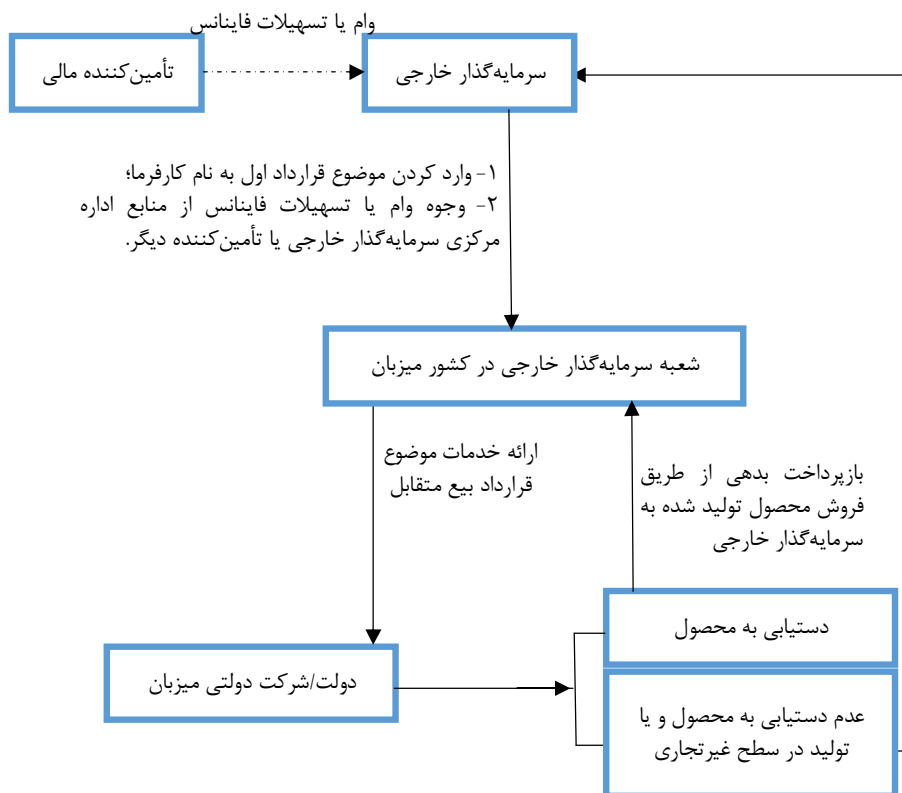 وام یا تسهیلات فاینانس
سرمایه‌گذار خارجی
تأمین‌کننده مالی
۱- وارد کردن موضوع قرارداد اول به نام کارفرما؛
۲- وجوه وام یا تسهیلات فاینانس از منابع اداره
مرکزی سرمایه‌گذار خارجی یا تأمین‌کننده دیگر.
شعبه سرمایه‌گذار خارجی در کشور میزبان
ارائه خدمات موضوع
قرارداد بیع متقابل
بازپرداخت بدهی از طریق
فروش محصول تولید شده به
سرمایه‌گذار خارجی
دستیابی به محصول
دولت/شرکت دولتی میزبان
عدم دستیابی به محصول و یا
تولید در سطح غیرتجاری